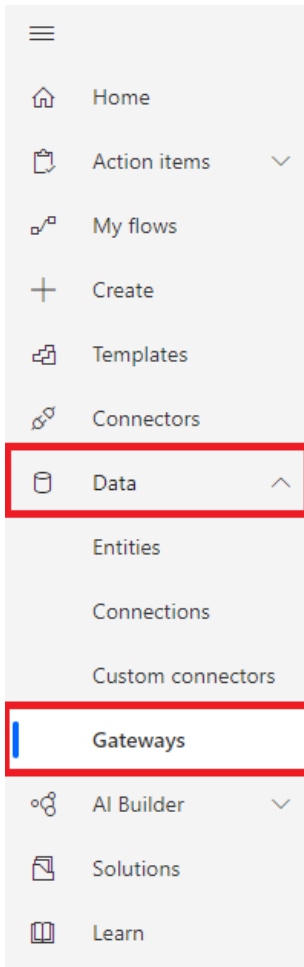 Home
Action items
My flows
Create
Templates
Connectors
Data
Entities
Connections
Custom connectors
Gateways
AI Builder
Solutions
Learn